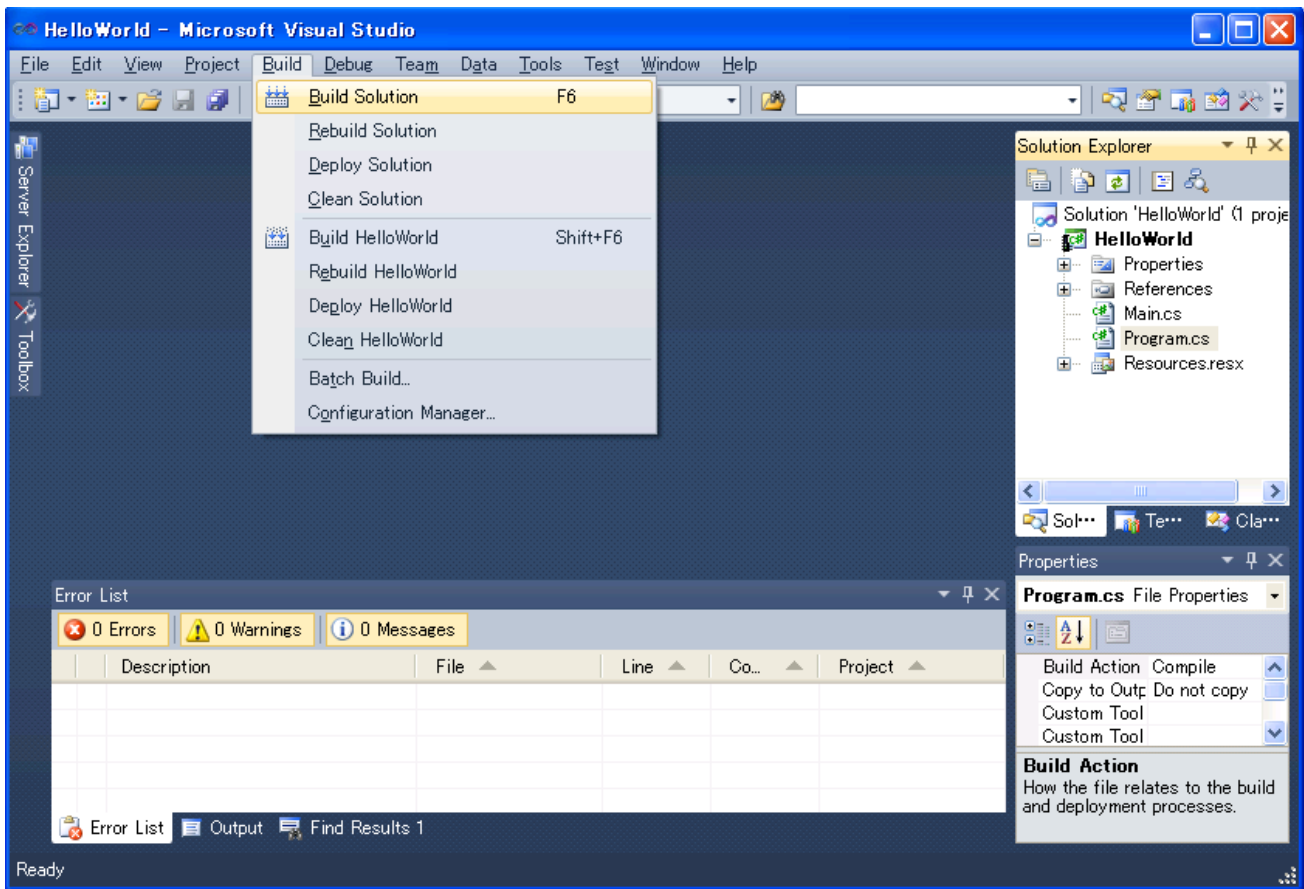 HelloWorld - Microsoft Visual Studio
File Edit View Project Build Debug Team Data Tools Test Window Help
Build Solution F6
Rebuild Solution
Deploy Solution
Clean Solution
Build HelloWorld Shift+F6
Rebuild HelloWorld
Deploy HelloWorld
Clean HelloWorld
Batch Build...
Configuration Manager...
Server Explorer
Toolbox
Solution Explorer
Solution 'HelloWorld' (1 proje
HelloWorld
Properties
References
Main.cs
Program.cs
Resources.resx
Sol... Te... Cla...
Properties
Program.cs File Properties
Build Action Compile
Copy to Outp Do not copy
Custom Tool
Custom Tool
Build Action
How the file relates to the build
and deployment processes.
Error List
0 Errors 0 Warnings 0 Messages
Description File Line Co... Project
Error List Output Find Results 1
Ready